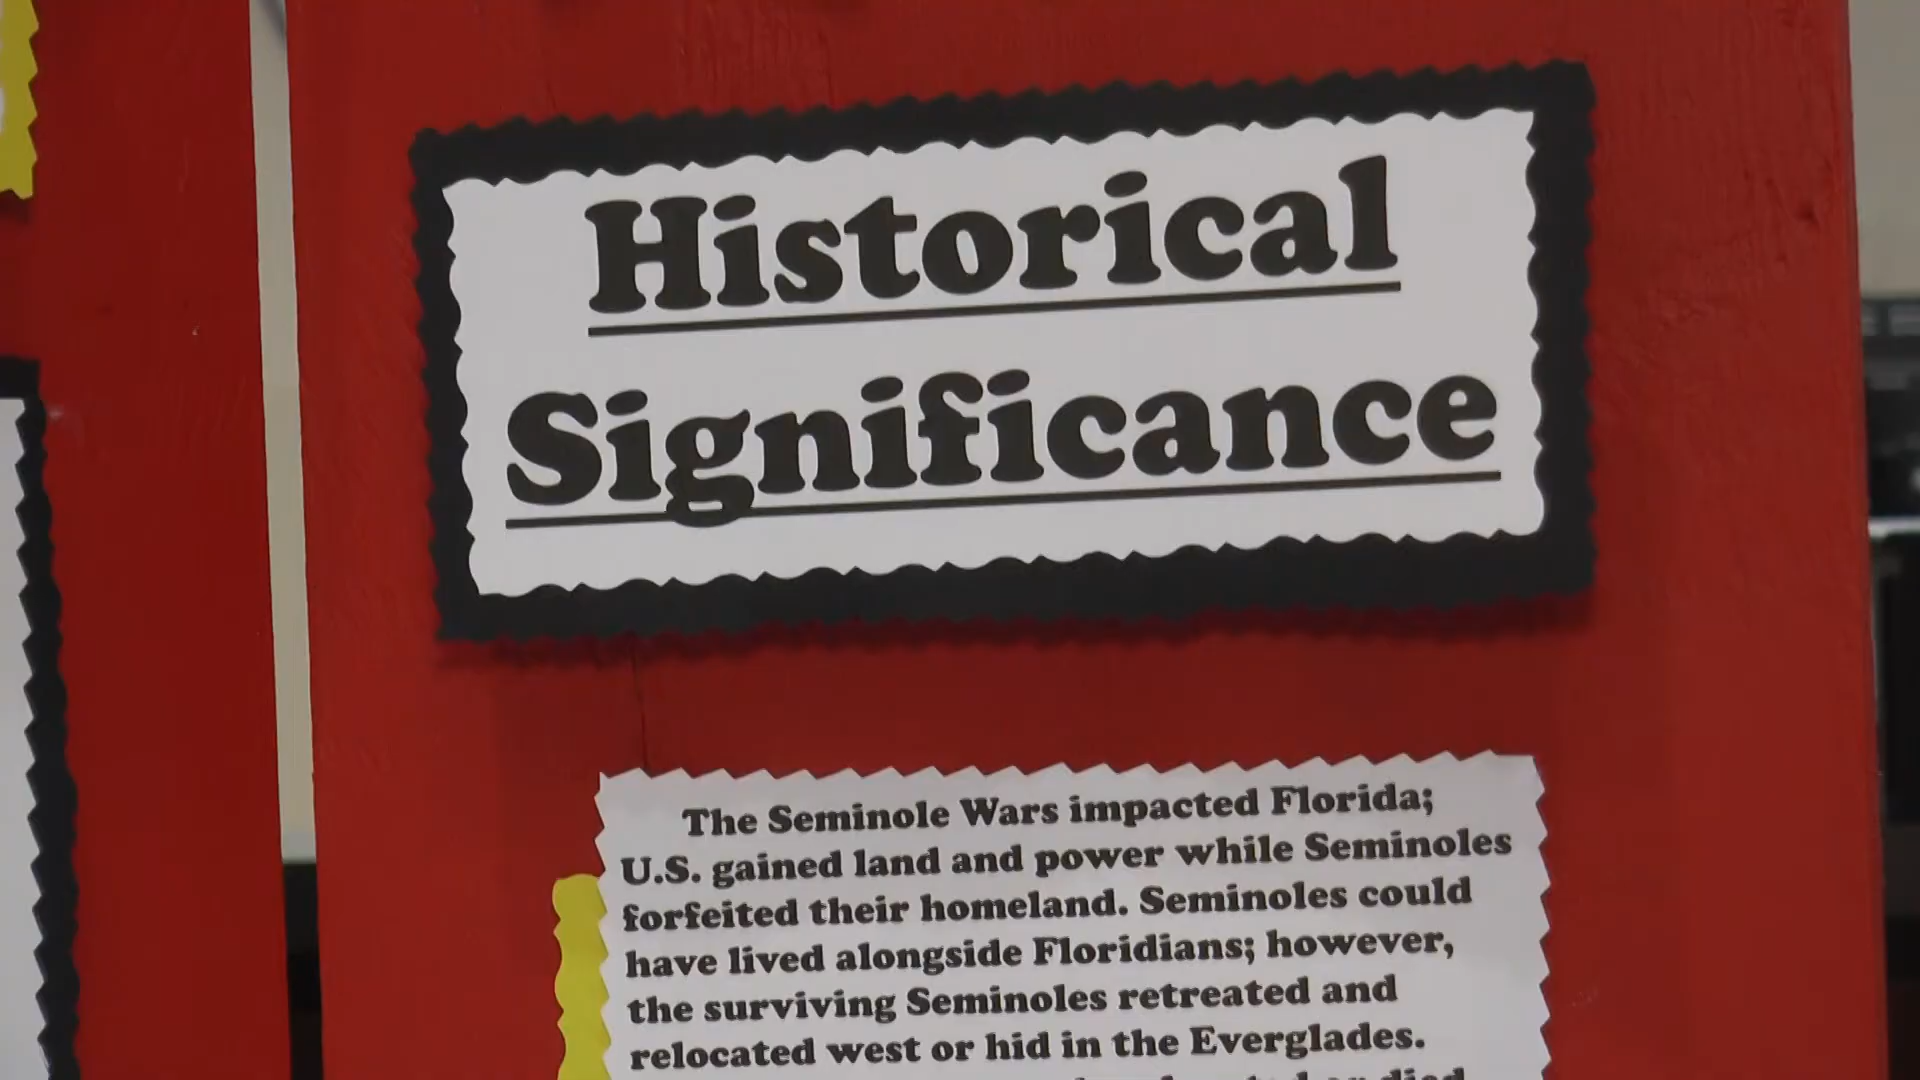 Historical
Significance
The Seminole Wars impacted Florida;
U.S. gained land and power while Seminoles
forfeited their homeland. Seminoles could
have lived alongside Floridians; however,
the surviving Seminoles retreated and
relocated west or hid in the Everglades.
died